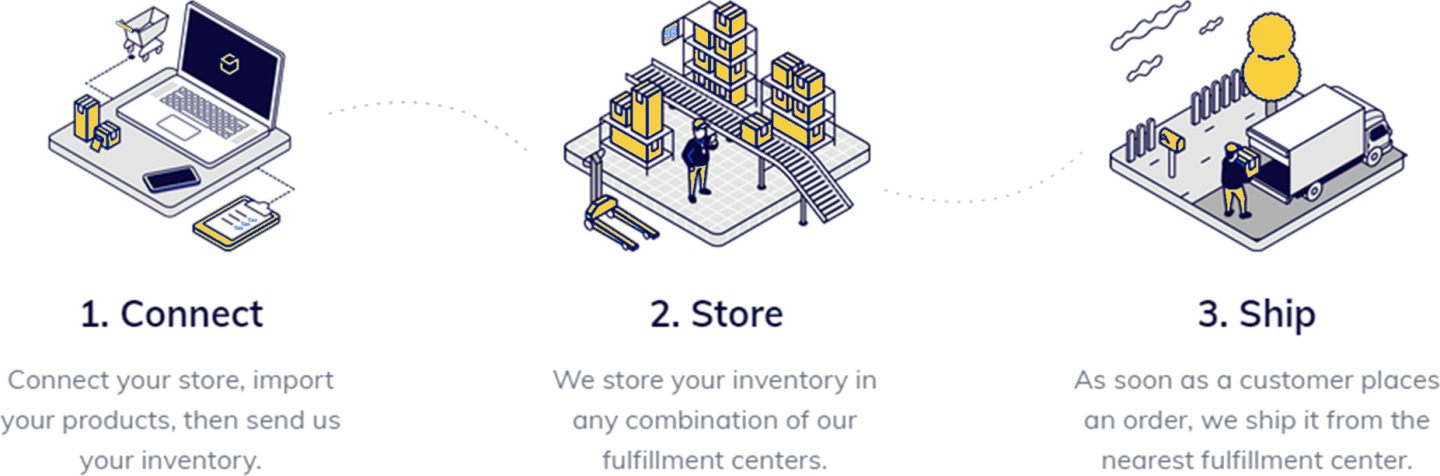 1. Connect
Connect your store, import
your products, then send us
your inventory.
2. Store
We store your inventory in
any combination of our
fulfillment centers.
3. Ship
As soon as a customer places
an order, we ship it from the
nearest fulfillment center.